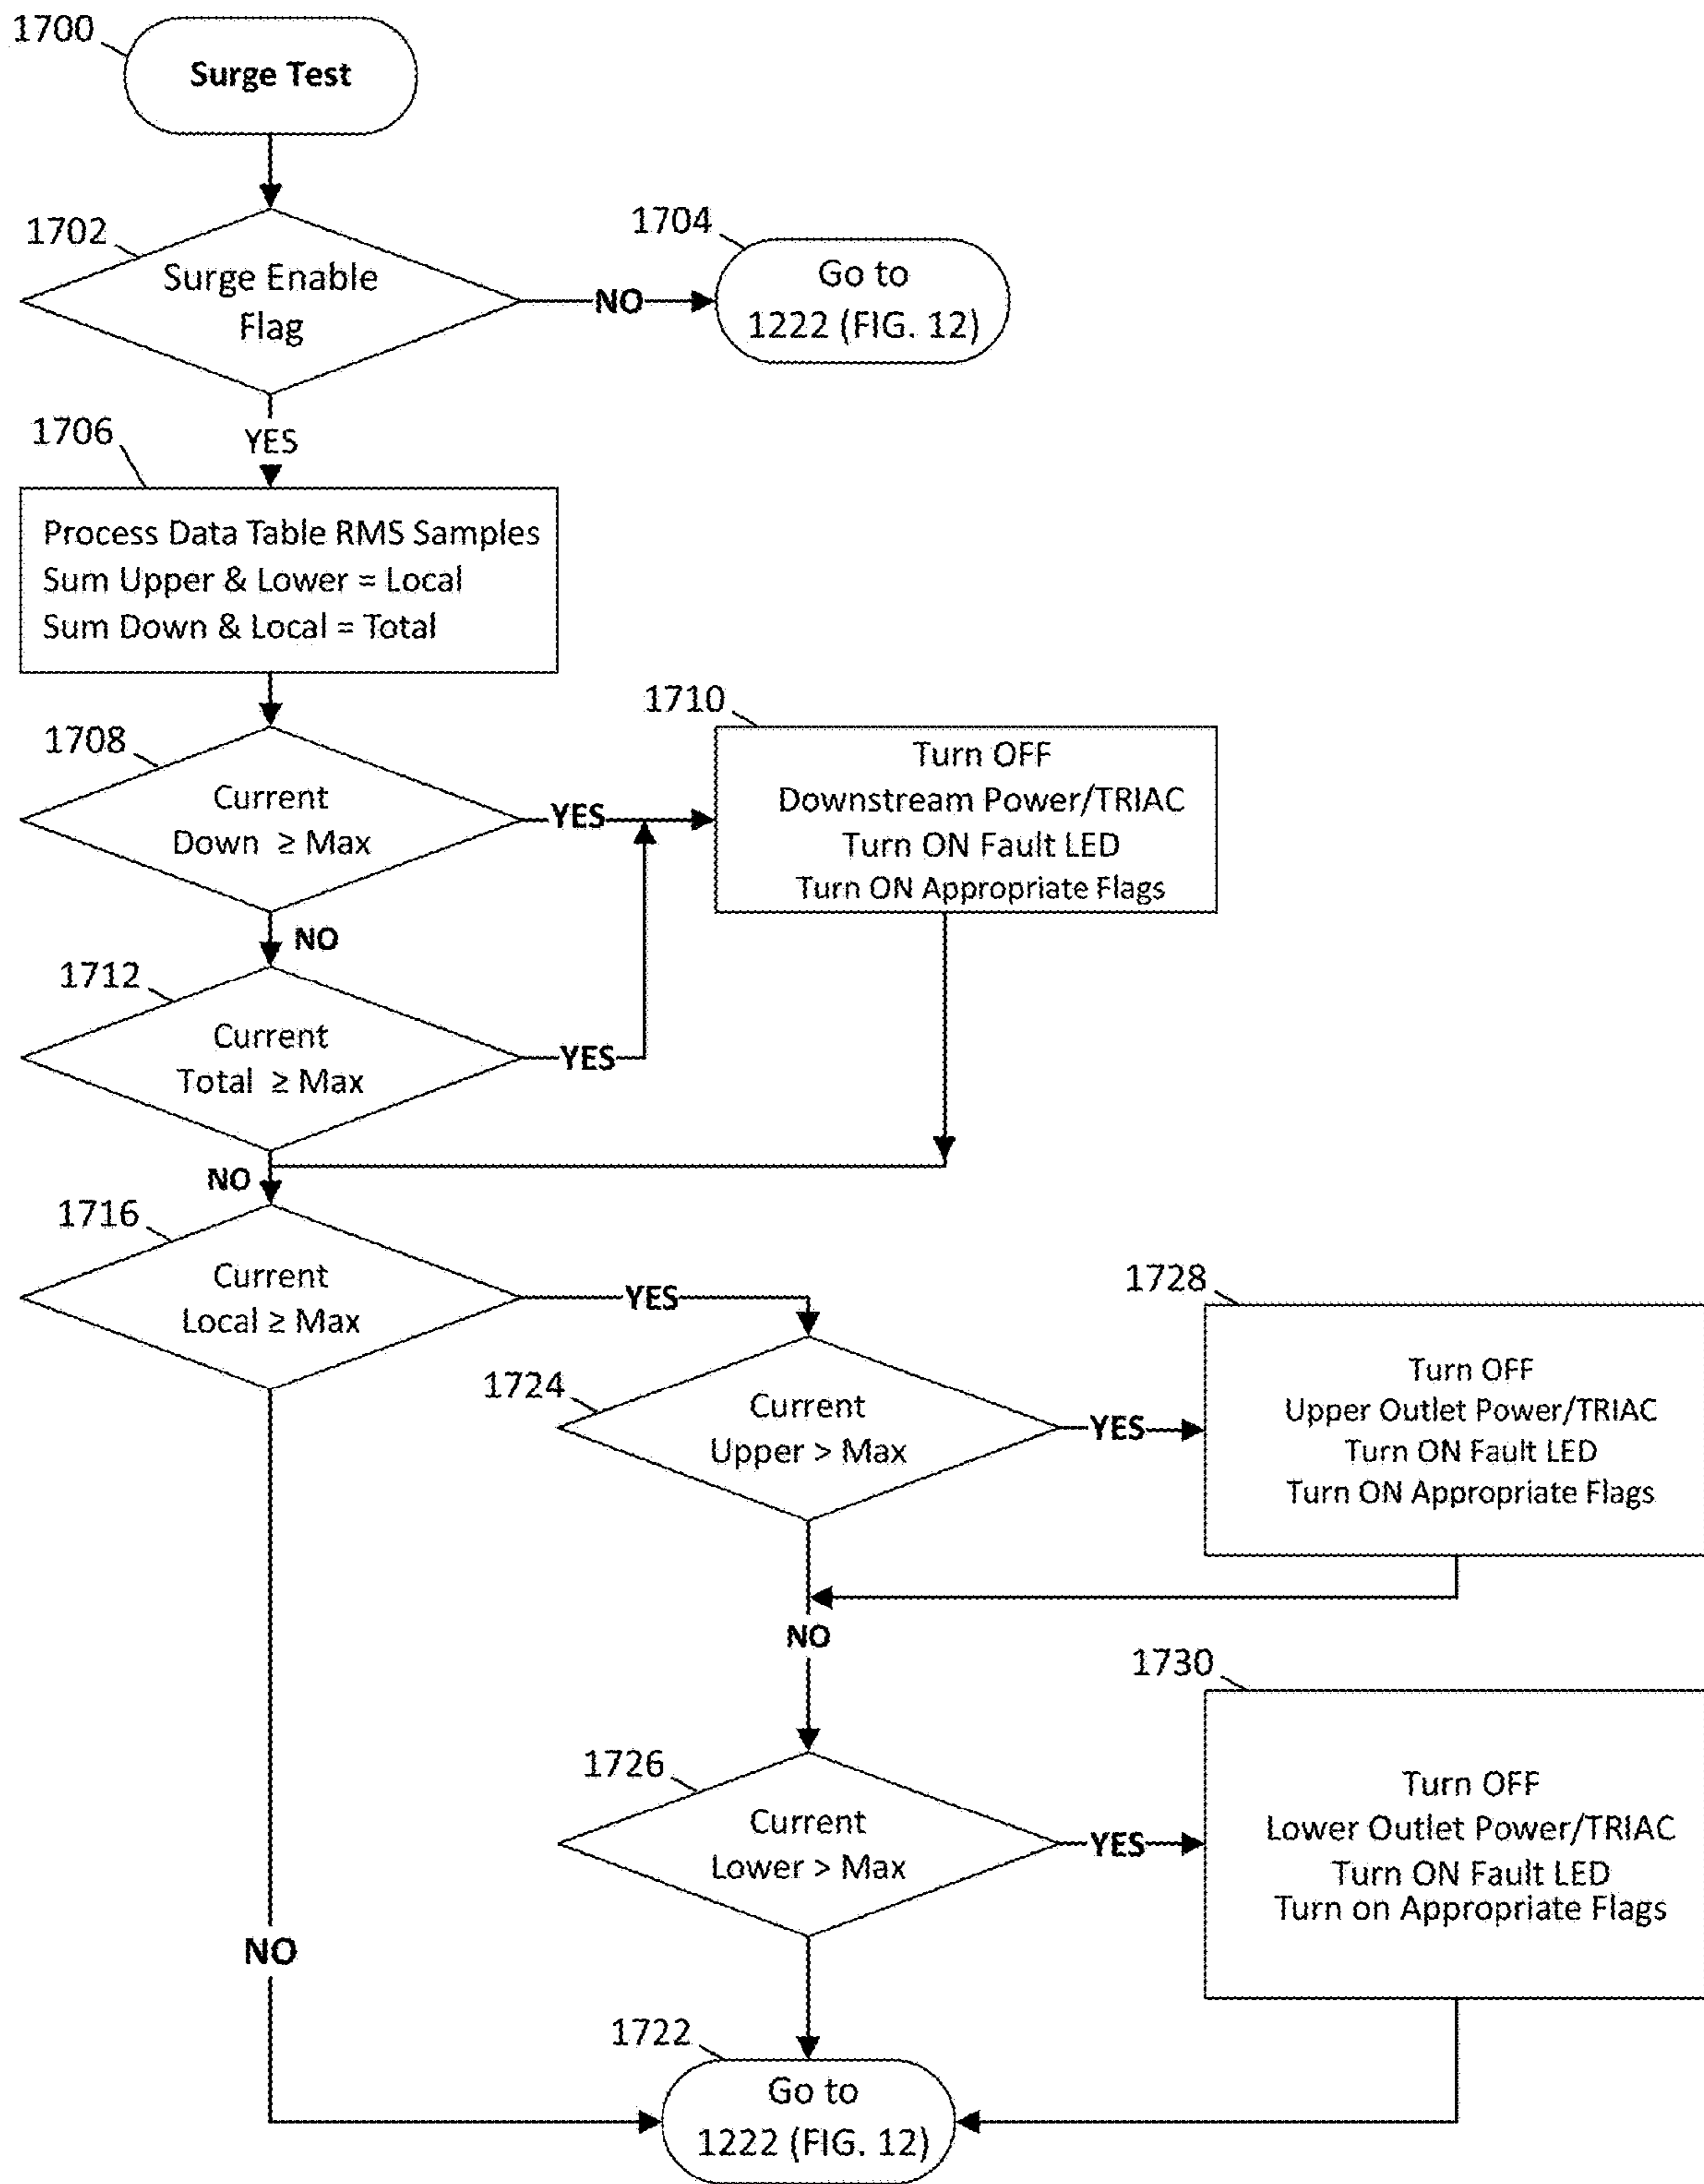 1700
Surge Test
1702
Surge Enable
Flag
NO
1704
Go to
1222 (FIG. 12)
YES
1706
Process Data Table RMS Samples
Sum Upper & Lower = Local
Sum Down & Local = Total
1708
Current
Down ≥ Max
YES
1710
Turn OFF
Downstream Power/TRIAC
Turn ON Fault LED
Turn ON Appropriate Flags
NO
1712
Current
Total ≥ Max
YES
NO
1716
Current
Local ≥ Max
YES
1724
Current
Upper > Max
YES
1728
Turn OFF
Upper Outlet Power/TRIAC
Turn ON Fault LED
Turn ON Appropriate Flags
NO
1726
Current
Lower > Max
YES
1730
Turn OFF
Lower Outlet Power/TRIAC
Turn ON Fault LED
Turn on Appropriate Flags
NO
1722
Go to
1222 (FIG. 12)